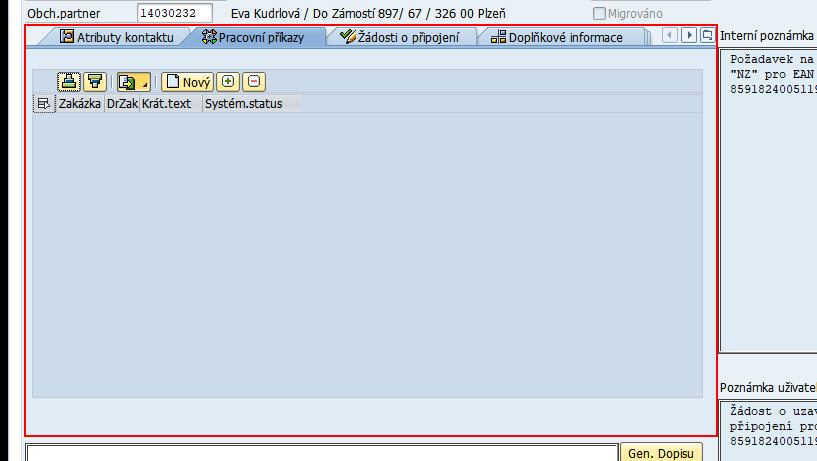 Obch.partner 14030232 Eva Kudrlová / Do Zámostí 897/ 67 / 326 00 Plzeň Migrováno
Atributy kontaktu Pracovní příkazy Žádosti o připojení Doplňkové informace
Interní poznámka
Požadavek na
"NZ" pro EAN
8591824005119
Nový
Zakázka DrZak Krát.text Systém.status
Poznámka uživatel
Žádost o uzav
připojení pro
8591824005119
Gen. Dopisu